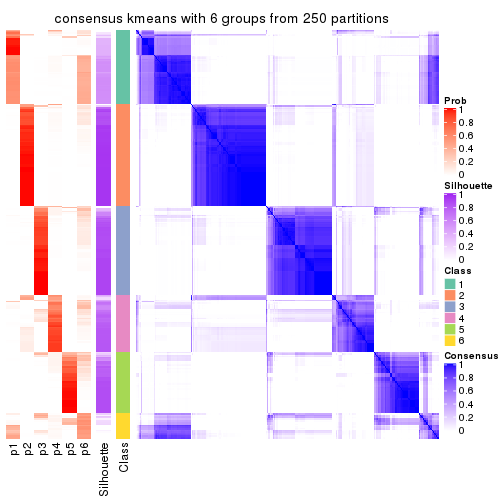 consensus kmeans with 6 groups from 250 partitions
Prob
1
0.8
0.6
0.4
0.2
0
Silhouette
1
0.8
0.6
0.4
0.2
0
Class
1
2
3
4
5
6
Consensus
1
0.8
0.6
0.4
0.2
0
p1
p2
p3
p4
p5
p6
Silhouette
Class